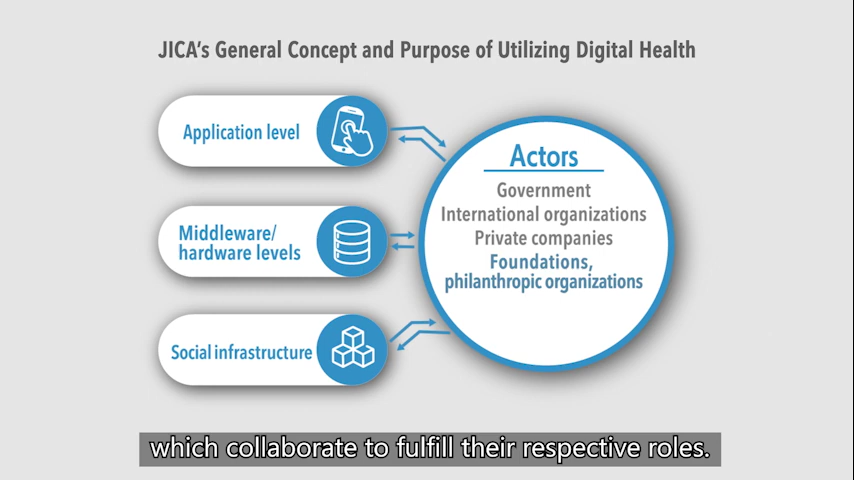 JICA's General Concept and Purpose of Utilizing Digital Health
Application level
Middleware/
hardware levels
Social infrastructure
Actors
Government
International organizations
Private companies
Foundations,
philanthropic organizations
which collaborate to fulfill their respective roles.